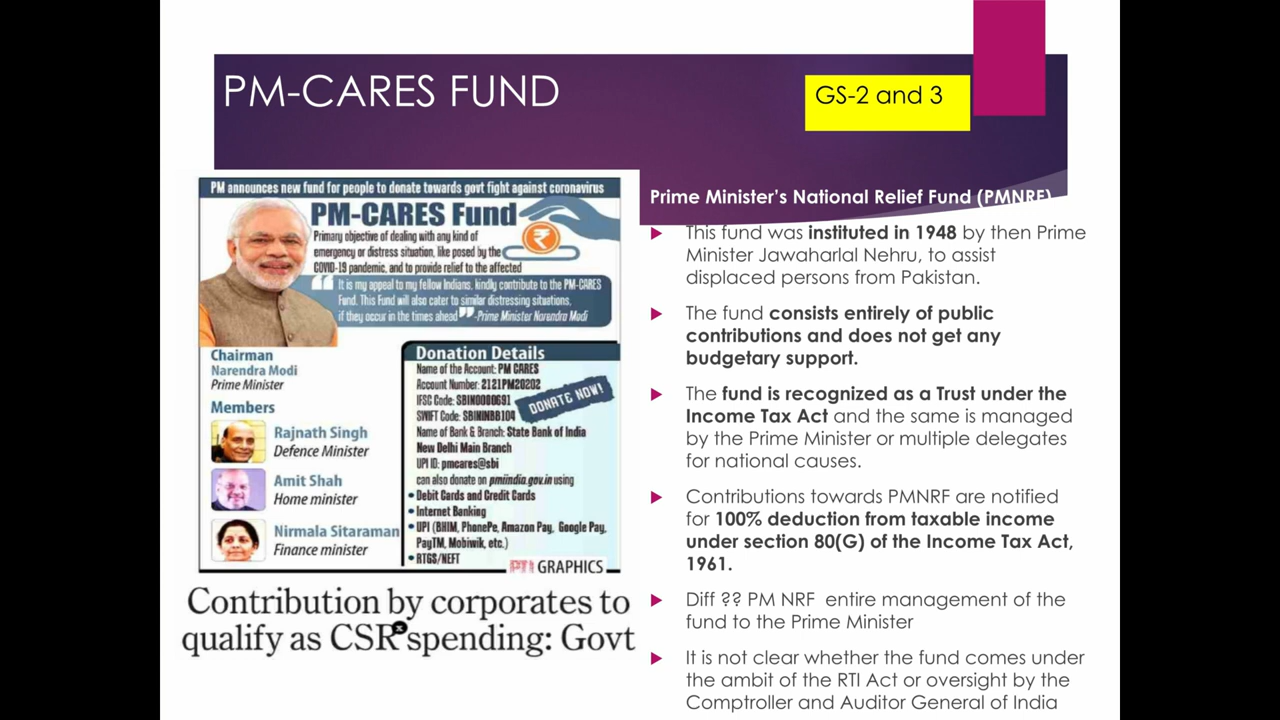 PM-CARES FUND
GS-2 and 3
PM announces new fund for people to donate towards govt fight against coronavirus
PM-CARES Fund
Primary objective of dealing with any kind of
emergency or distress situation, like posed by the
COVID-19 pandemic, and to provide relief to the affected
It is my appeal to my fellow Indians, kindly contribute to the PM-CARES
Fund. This Fund will also cater to similar distressing situations,
if they occur in the times ahead -Prime Minister Narendra Modi
Chairman
Narendra Modi
Prime Minister
Members
Rajnath Singh
Defence Minister
Amit Shah
Home minister
Nirmala Sitaraman
Finance minister
Donation Details
Name of the Account: PM CARES
Account Number: 2121PM20202
IFSC Code: SBIN0000691
SWIFT Code: SBININBB104
DONATE NOW!
Name of Bank & Branch: State Bank of India
New Delhi Main Branch
UPI ID: pmcares@sbi
can also donate on pmindia.gov.in using
• Debit Cards and Credit Cards
• Internet Banking
• UPI (BHIM, PhonePe, Amazon Pay, Google Pay,
PayTM, Mobiwik, etc.)
• RTGS/NEFT
PTI GRAPHICS
Contribution by corporates to
qualify as CSR spending: Govt
Prime Minister's National Relief Fund (PMNRF)
This fund was instituted in 1948 by then Prime
Minister Jawaharlal Nehru, to assist
displaced persons from Pakistan.
The fund consists entirely of public
contributions and does not get any
budgetary support.
The fund is recognized as a Trust under the
Income Tax Act and the same is managed
by the Prime Minister or multiple delegates
for national causes.
Contributions towards PMNRF are notified
for 100% deduction from taxable income
under section 80(G) of the Income Tax Act,
1961.
Diff ?? PM NRF entire management of the
fund to the Prime Minister
It is not clear whether the fund comes under
the ambit of the RTI Act or oversight by the
Comptroller and Auditor General of India